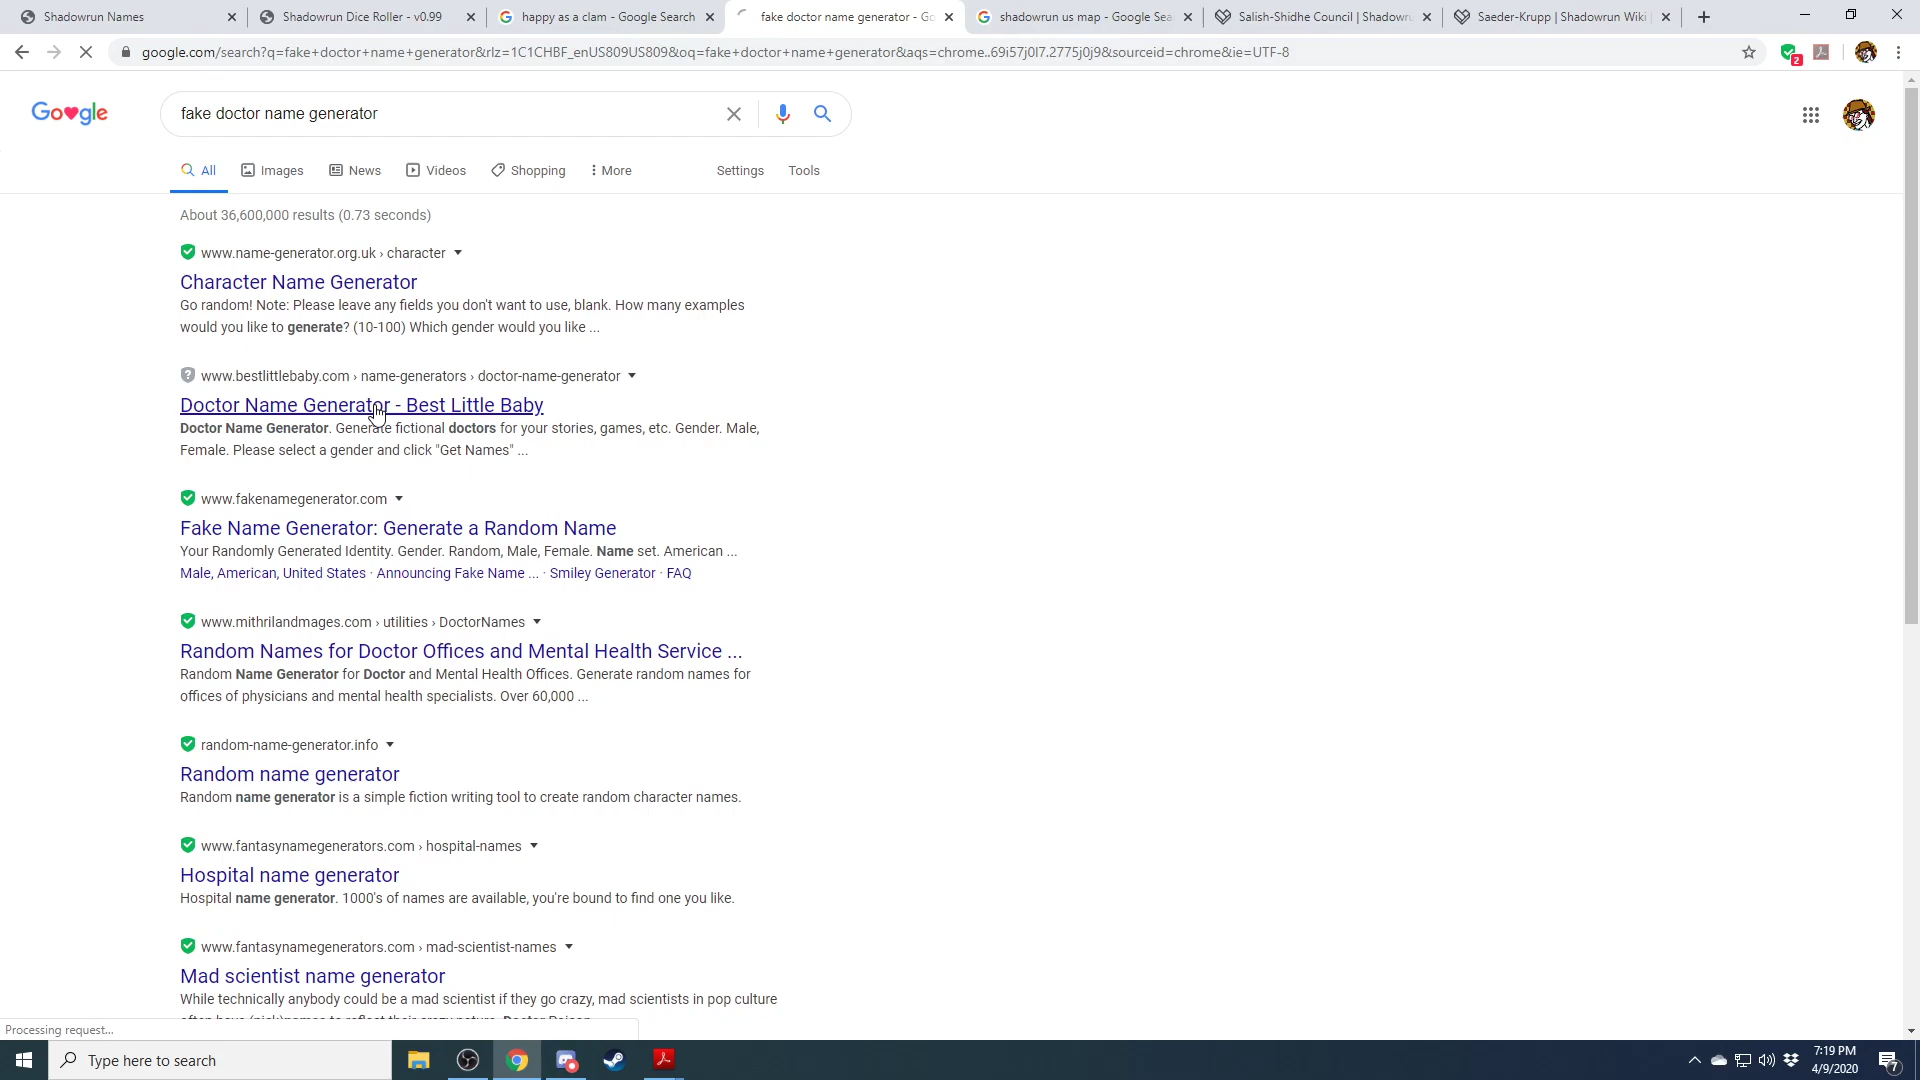 Shadowrun Names
Shadowrun Dice Roller - v0.99
happy as a clam - Google Search
fake doctor name generator - Go
shadowrun us map - Google Sea
Salish-Shidhe Council | Shadowru
Saeder-Krupp | Shadowrun Wiki
google.com/search?q=fake+doctor+name+generator&rlz=1C1CHBF_enUS809US809&oq=fake+doctor+name+generator&aqs=chrome..69i57j0l7.2775j0j9&sourceid=chrome&ie=UTF-8
2
fake doctor name generator
All
Images
News
Videos
Shopping
More
Settings
Tools
About 36,600,000 results (0.73 seconds)
www.name-generator.org.uk › character
Character Name Generator
Go random! Note: Please leave any fields you don't want to use, blank. How many examples
would you like to generate? (10-100) Which gender would you like ...
www.bestlittlebaby.com › name-generators › doctor-name-generator
Doctor Name Generator - Best Little Baby
Doctor Name Generator. Generate fictional doctors for your stories, games, etc. Gender. Male,
Female. Please select a gender and click "Get Names" ...
www.fakenamegenerator.com
Fake Name Generator: Generate a Random Name
Your Randomly Generated Identity. Gender. Random, Male, Female. Name set. American ...
Male, American, United States · Announcing Fake Name ... · Smiley Generator · FAQ
www.mithrilandmages.com › utilities › DoctorNames
Random Names for Doctor Offices and Mental Health Service ...
Random Name Generator for Doctor and Mental Health Offices. Generate random names for
offices of physicians and mental health specialists. Over 60,000 ...
random-name-generator.info
Random name generator
Random name generator is a simple fiction writing tool to create random character names.
www.fantasynamegenerators.com › hospital-names
Hospital name generator
Hospital name generator. 1000's of names are available, you're bound to find one you like.
www.fantasynamegenerators.com › mad-scientist-names
Mad scientist name generator
While technically anybody could be a mad scientist if they go crazy, mad scientists in pop culture
often have (nick)names to reflect their crazy nature. Doctor Poison
Processing request...
Type here to search
7:19 PM
4/9/2020
7